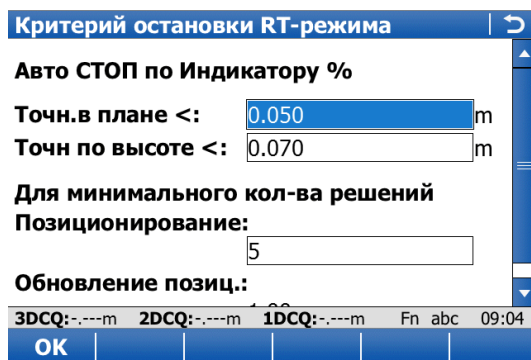 Критерий остановки RT-режима
Авто СТОП по Индикатору %
Точн.в плане <: 0.050 m
Точн по высоте <: 0.070 m
Для минимального кол-ва решений
Позиционирование:
5
Обновление позиц.:
3DCQ:-.---m 2DCQ:-.---m 1DCQ:-.---m Fn abc 09:04
OK